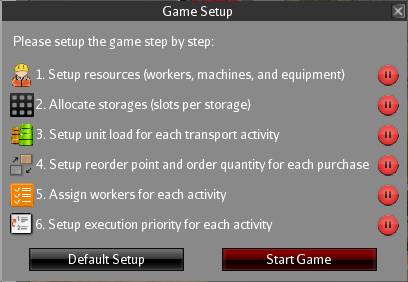 Game Setup
Please setup the game step by step:
1. Setup resources (workers, machines, and equipment)
2. Allocate storages (slots per storage)
3. Setup unit load for each transport activity
4. Setup reorder point and order quantity for each purchase
5. Assign workers for each activity
6. Setup execution priority for each activity
Default Setup
Start Game